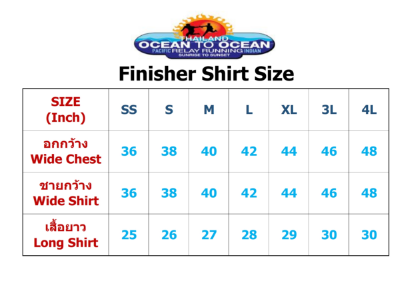 THAILAND
OCEAN TO OCEAN
PACIFIC RELAY RUNNING INDIAN
SUNRISE TO SUNSET
Finisher Shirt Size
SIZE (Inch) SS S M L XL 3L 4L
อกกว้าง Wide Chest 36 38 40 42 44 46 48
ชายกว้าง Wide Shirt 36 38 40 42 44 46 48
เสื้อยาว Long Shirt 25 26 27 28 29 30 30